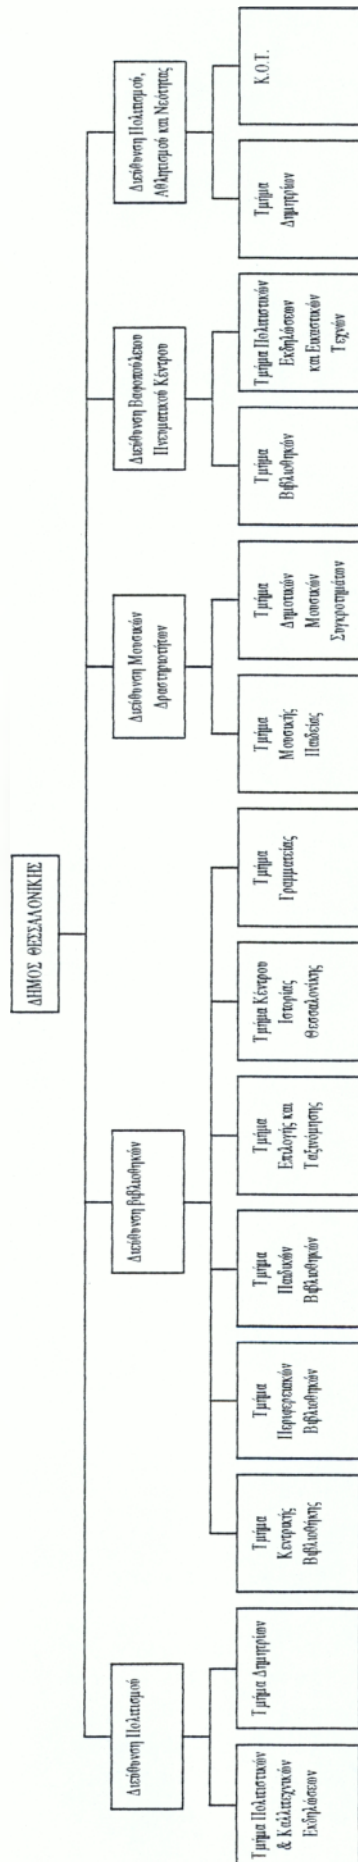 ΔΗΜΟΣ ΘΕΣΣΑΛΟΝΙΚΗΣ
Διεύθυνση Πολιτισμού
Διεύθυνση βιβλιοθηκών
Διεύθυνση Μουσικών
Δραστηριοτήτων
Διεύθυνση Βαφοπούλειου
Πνευματικού Κέντρου
Διεύθυνση Πολιτισμού,
Αθλητισμού και Νεότητας
Τμήμα Πολιτιστικών
& Καλλιτεχνικών
Εκδηλώσεων
Τμήμα Δημητρίων
Τμήμα
Κεντρικής
Βιβλιοθήκης
Τμήμα
Περιφερειακών
Βιβλιοθηκών
Τμήμα
Παιδικών
Βιβλιοθηκών
Τμήμα
Επιλογής και
Ταξινόμησης
Τμήμα Κέντρου
Ιστορίας
Θεσσαλονίκης
Τμήμα
Γραμματείας
Τμήμα
Μουσικής
Παιδείας
Τμήμα
Δημοτικών
Μουσικών
Συγκροτημάτων
Τμήμα
Βιβλιοθηκών
Τμήμα Πολιτιστικών
Εκδηλώσεων
και Εικαστικών
Τεχνών
Τμήμα
Δημητρίων
Κ.Ο.Τ.